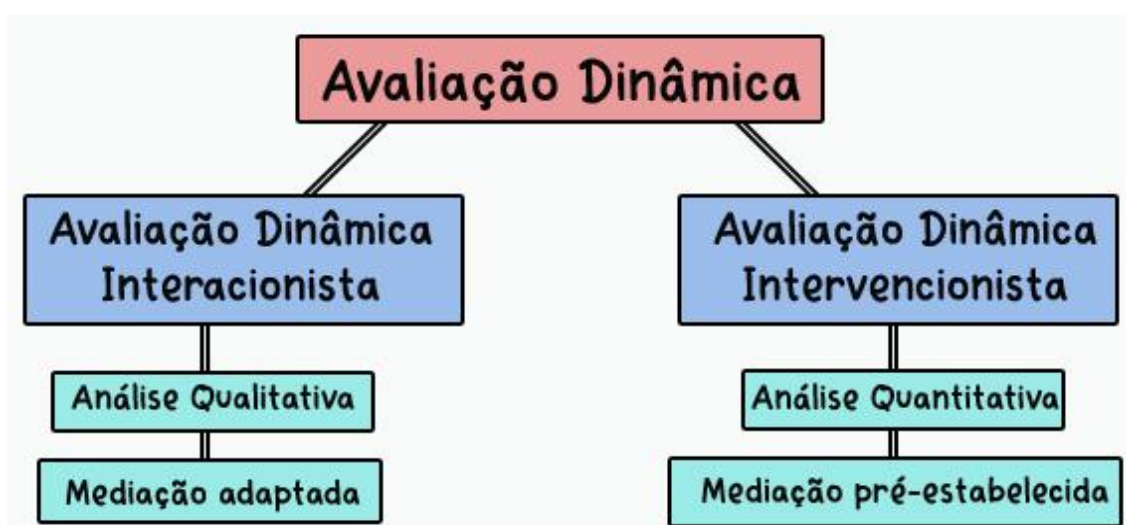 Avaliação Dinâmica
Avaliação Dinâmica
Interacionista
Análise Qualitativa
Mediação adaptada
Avaliação Dinâmica
Intervencionista
Análise Quantitativa
Mediação pré-estabelecida